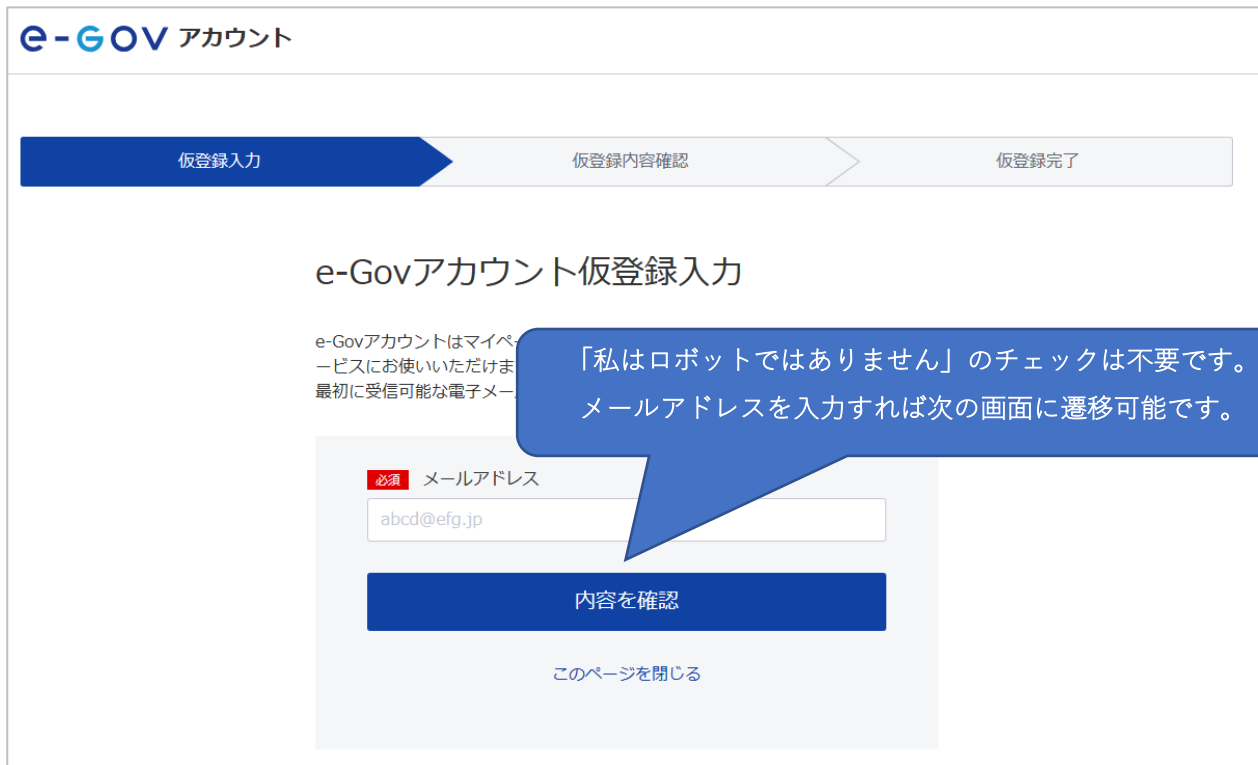 e-GOV アカウント
仮登録入力
仮登録内容確認
仮登録完了
e-Govアカウント仮登録入力
e-Govアカウントはマイペ
ービスにお使いいただけま
最初に受信可能な電子メー
「私はロボットではありません」のチェックは不要です。
メールアドレスを入力すれば次の画面に遷移可能です。
必須 メールアドレス
abcd@efg.jp
内容を確認
このページを閉じる